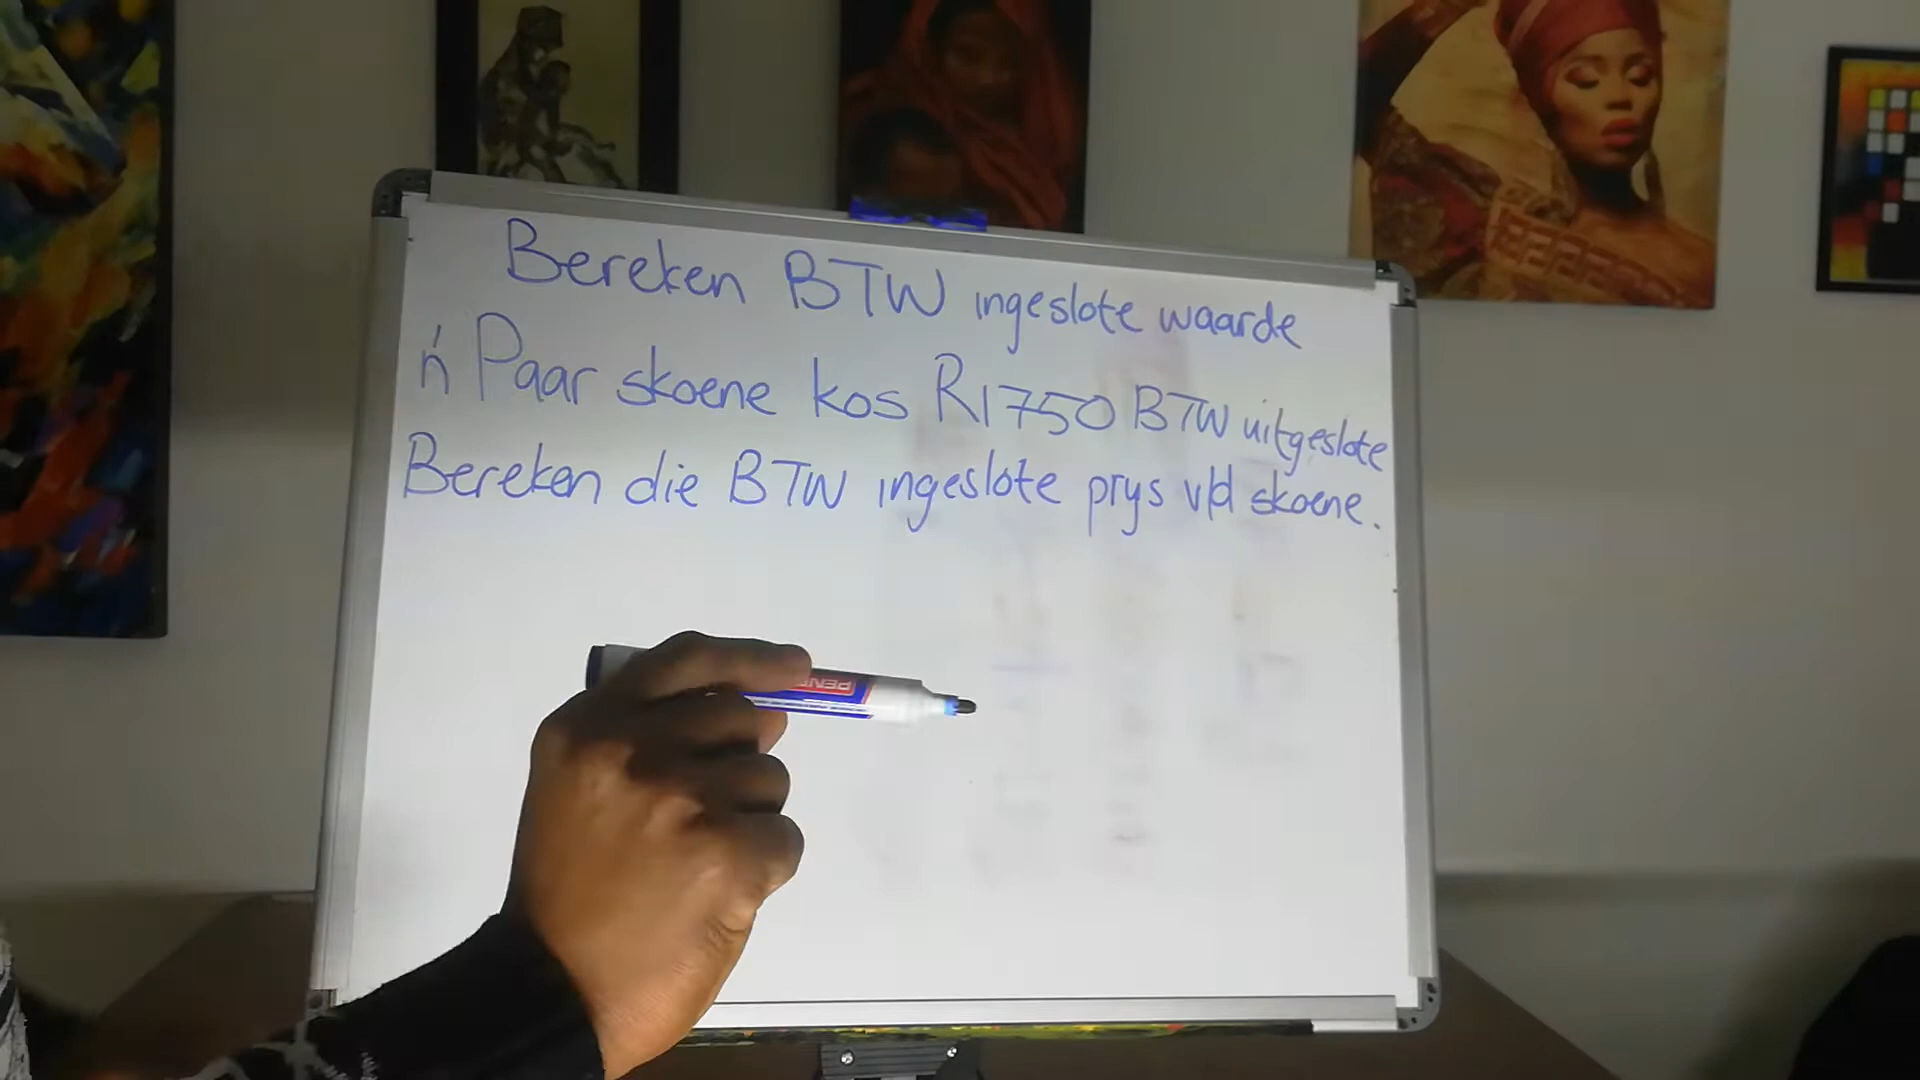 Bereken BTW ingeslote waarde
'n Paar skoene kos R1750 BTW uitgeslote
Bereken die BTW ingeslote prys v/d skoene.